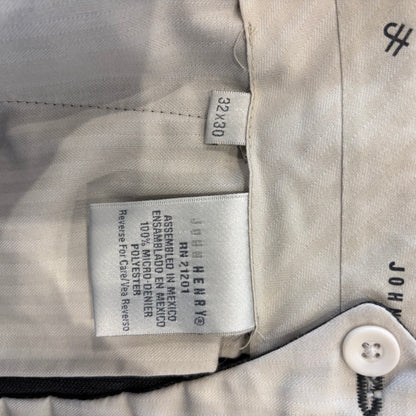 32x30
JOHN HENRY®
RN 21201
ASSEMBLED IN MEXICO
ENSAMBLADO EN MEXICO
100% MICRO-DENIER
POLYESTER
Reverse For Care/Vea Reverso
JH
JOHN